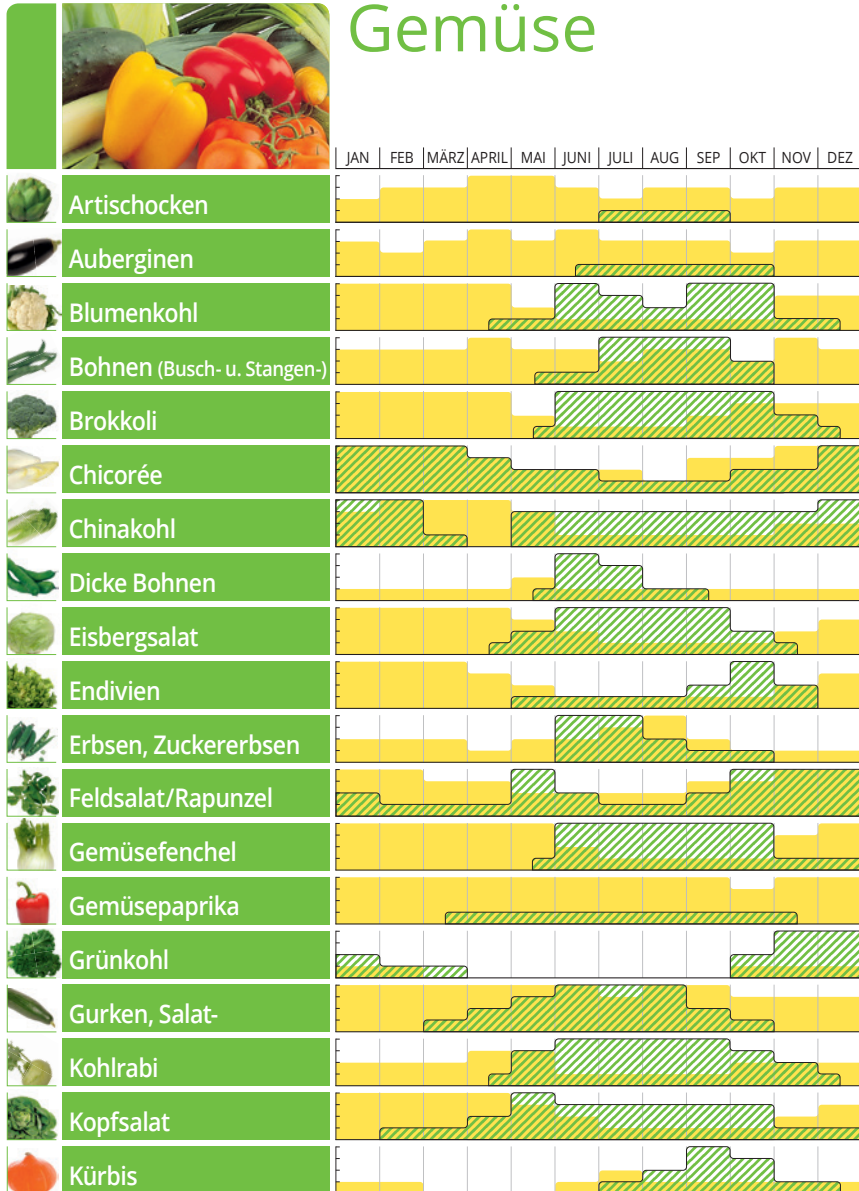 Gemüse
JAN FEB MÄRZ APRIL MAI JUNI JULI AUG SEP OKT NOV DEZ
Artischocken
Auberginen
Blumenkohl
Bohnen (Busch- u. Stangen-)
Brokkoli
Chicorée
Chinakohl
Dicke Bohnen
Eisbergsalat
Endivien
Erbsen, Zuckererbsen
Feldsalat/Rapunzel
Gemüsefenchel
Gemüsepaprika
Grünkohl
Gurken, Salat-
Kohlrabi
Kopfsalat
Kürbis